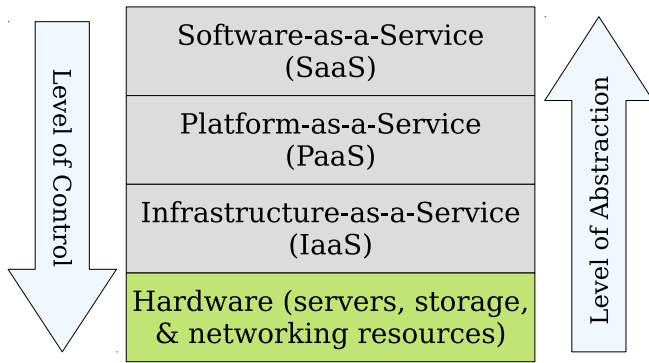 Level of Control
Software-as-a-Service
(SaaS)
Platform-as-a-Service
(PaaS)
Infrastructure-as-a-Service
(IaaS)
Hardware (servers, storage,
& networking resources)
Level of Abstraction